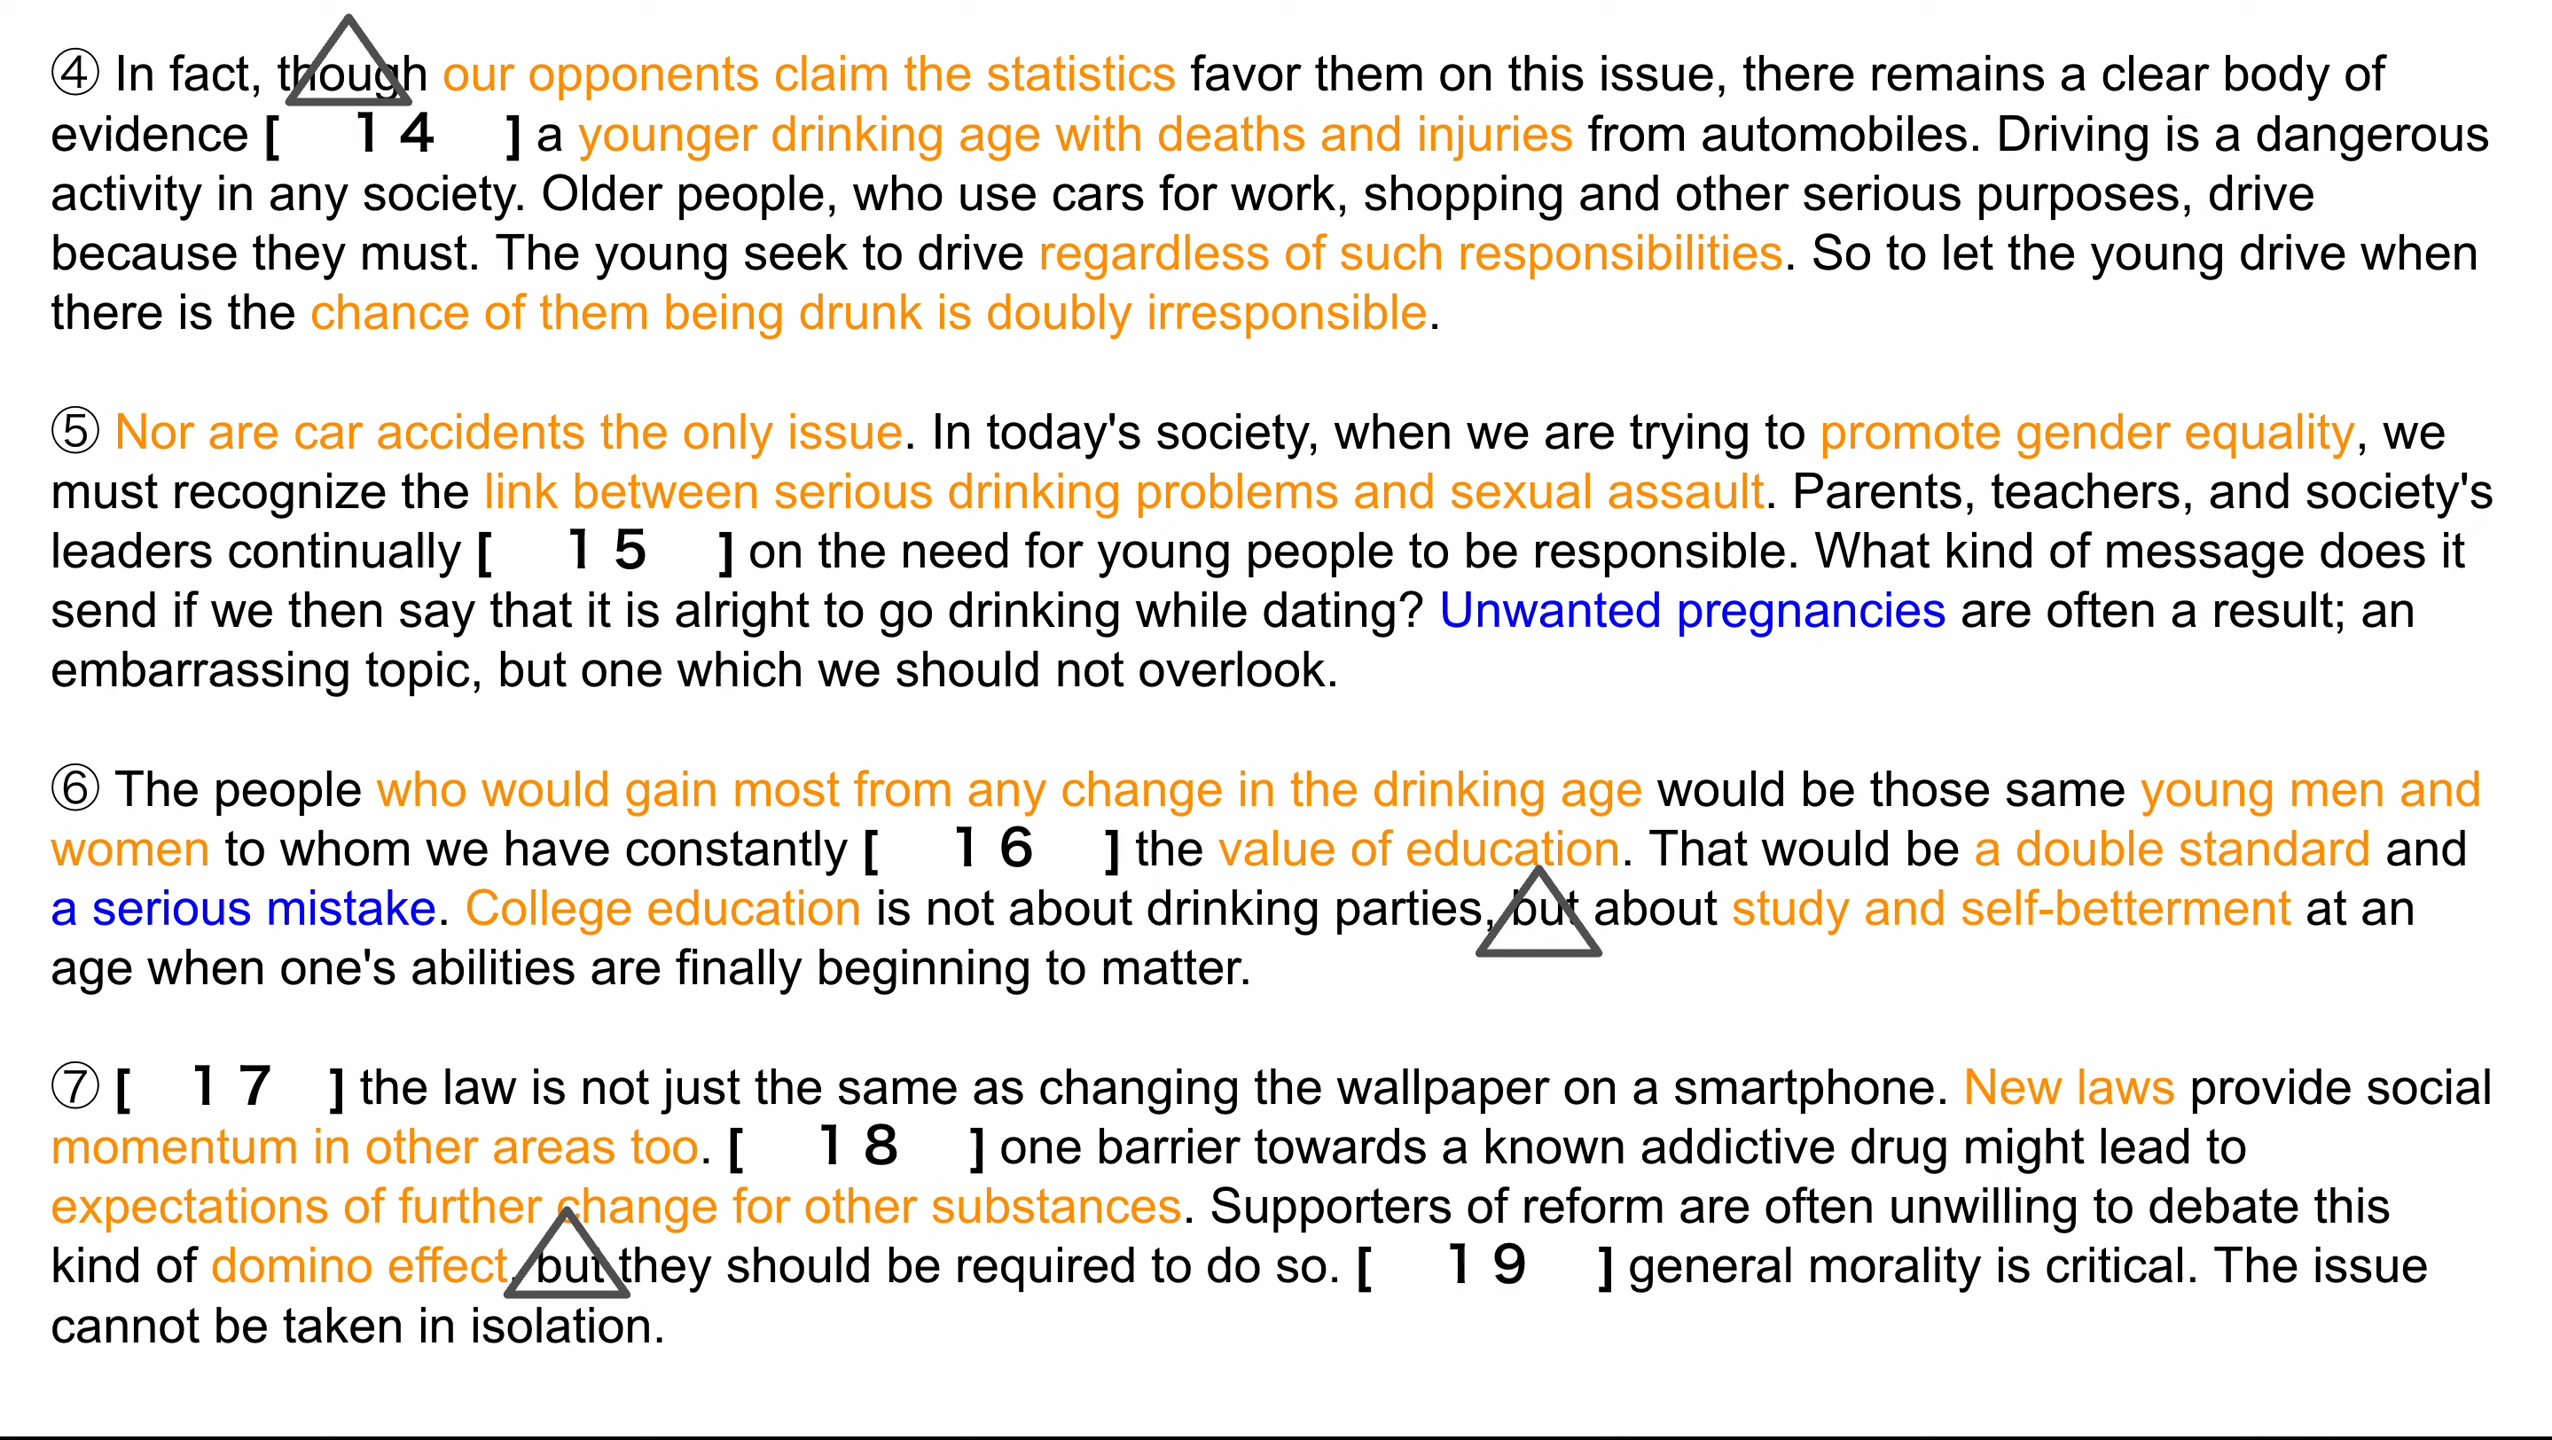 ④ In fact, though our opponents claim the statistics favor them on this issue, there remains a clear body of
evidence [ 14 ] a younger drinking age with deaths and injuries from automobiles. Driving is a dangerous
activity in any society. Older people, who use cars for work, shopping and other serious purposes, drive
because they must. The young seek to drive regardless of such responsibilities. So to let the young drive when
there is the chance of them being drunk is doubly irresponsible.
⑤ Nor are car accidents the only issue. In today's society, when we are trying to promote gender equality, we
must recognize the link between serious drinking problems and sexual assault. Parents, teachers, and society's
leaders continually [ 15 ] on the need for young people to be responsible. What kind of message does it
send if we then say that it is alright to go drinking while dating? Unwanted pregnancies are often a result; an
embarrassing topic, but one which we should not overlook.
⑥ The people who would gain most from any change in the drinking age would be those same young men and
women to whom we have constantly [ 16 ] the value of education. That would be a double standard and
a serious mistake. College education is not about drinking parties, but about study and self-betterment at an
age when one's abilities are finally beginning to matter.
⑦ [ 17 ] the law is not just the same as changing the wallpaper on a smartphone. New laws provide social
momentum in other areas too. [ 18 ] one barrier towards a known addictive drug might lead to
expectations of further change for other substances. Supporters of reform are often unwilling to debate this
kind of domino effect, but they should be required to do so. [ 19 ] general morality is critical. The issue
cannot be taken in isolation.